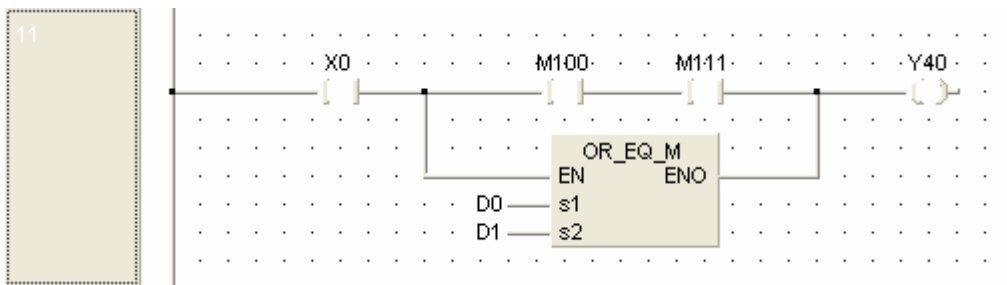 11
X0 M100 M111 Y40
OR_EQ_M
EN ENO
D0 s1
D1 s2